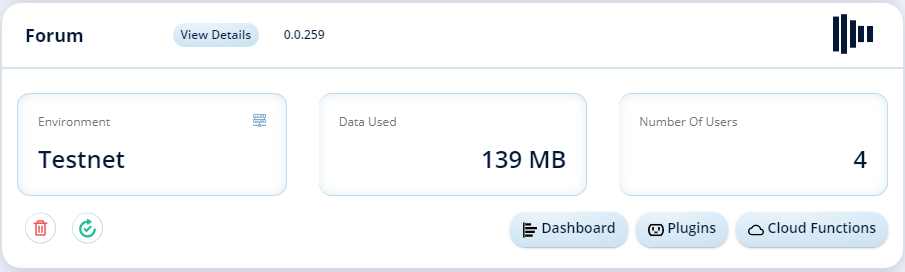 Forum
View Details
0.0.259
Environment
Testnet
Data Used
139 MB
Number Of Users
4
Dashboard
Plugins
Cloud Functions